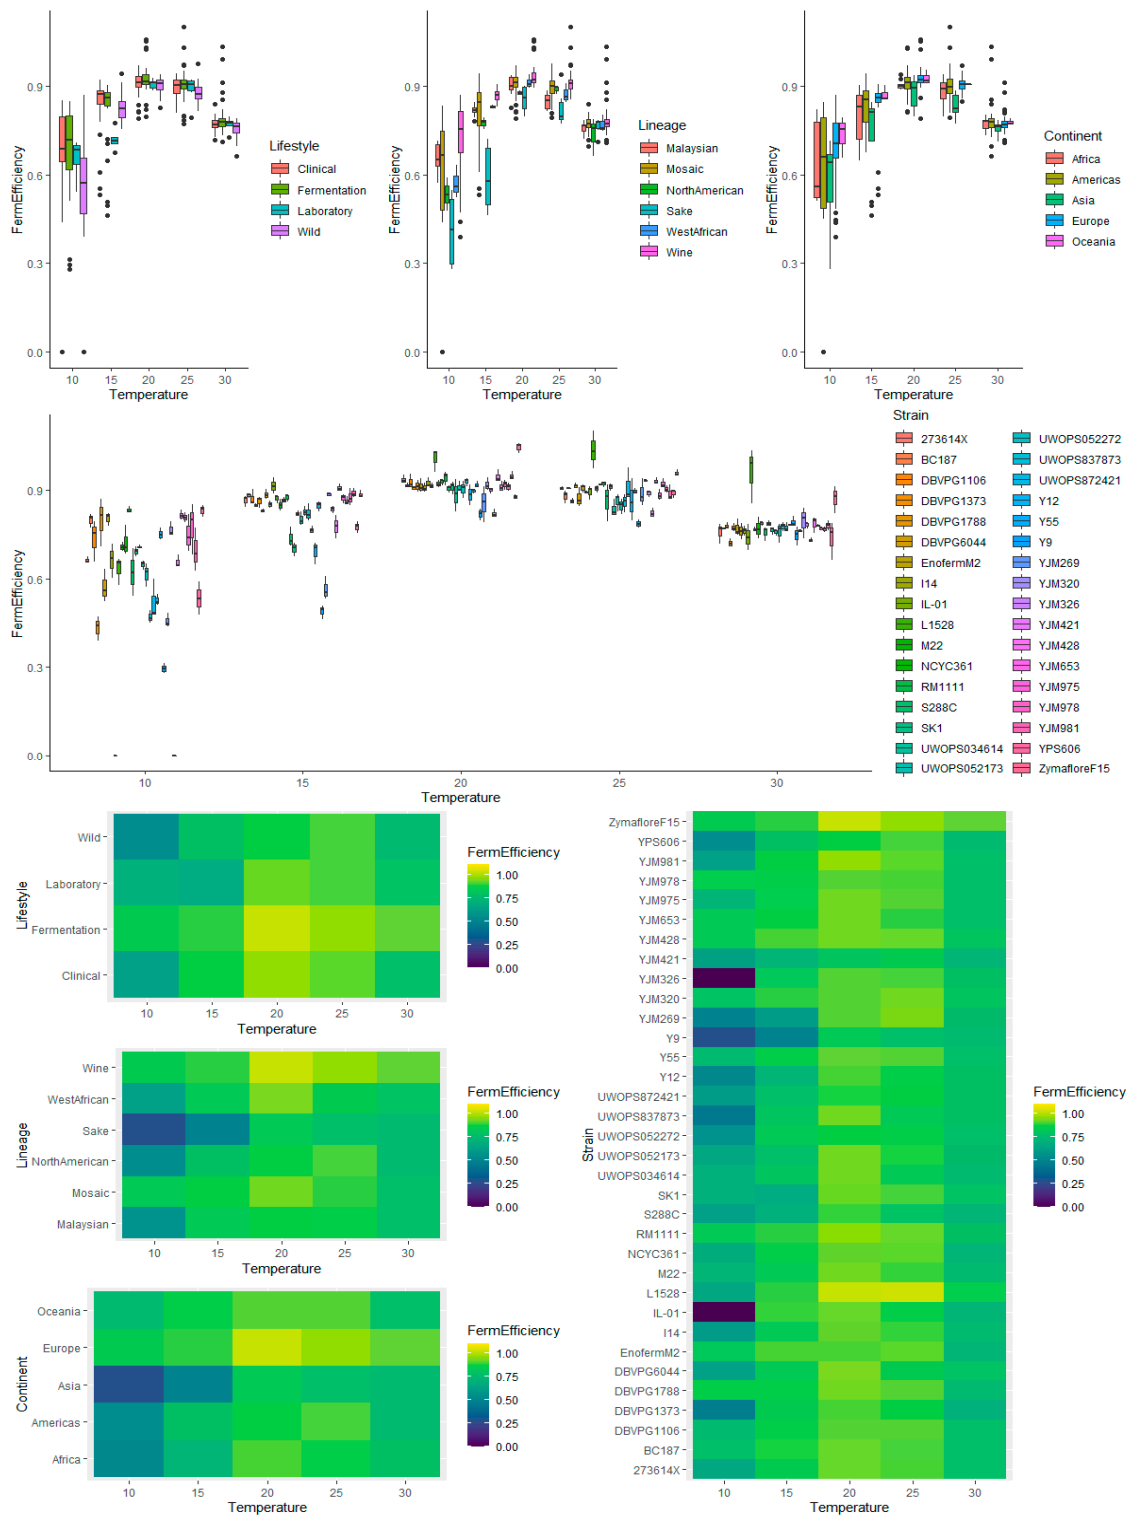 FermEfficiency
0.9
0.6
0.3
0.0
10 15 20 25 30
Temperature
Lifestyle
Clinical
Fermentation
Laboratory
Wild
FermEfficiency
0.9
0.6
0.3
0.0
10 15 20 25 30
Temperature
Lineage
Malaysian
Mosaic
NorthAmerican
Sake
WestAfrican
Wine
FermEfficiency
0.9
0.6
0.3
0.0
10 15 20 25 30
Temperature
Continent
Africa
Americas
Asia
Europe
Oceania
FermEfficiency
0.9
0.6
0.3
0.0
10 15 20 25 30
Temperature
Strain
273614X
BC187
DBVPG1106
DBVPG1373
DBVPG1788
DBVPG6044
EnofermM2
I14
IL-01
L1528
M22
NCYC361
RM1111
S288C
SK1
UWOPS034614
UWOPS052173
UWOPS052272
UWOPS837873
UWOPS872421
Y12
Y55
Y9
YJM269
YJM320
YJM326
YJM421
YJM428
YJM653
YJM975
YJM978
YJM981
YPS606
ZymafloreF15
Lifestyle
Wild
Laboratory
Fermentation
Clinical
10 15 20 25 30
Temperature
FermEfficiency
1.00
0.75
0.50
0.25
0.00
Lineage
Wine
WestAfrican
Sake
NorthAmerican
Mosaic
Malaysian
10 15 20 25 30
Temperature
FermEfficiency
1.00
0.75
0.50
0.25
0.00
Continent
Oceania
Europe
Asia
Americas
Africa
10 15 20 25 30
Temperature
FermEfficiency
1.00
0.75
0.50
0.25
0.00
Strain
ZymafloreF15
YPS606
YJM981
YJM978
YJM975
YJM653
YJM428
YJM421
YJM326
YJM320
YJM269
Y9
Y55
Y12
UWOPS872421
UWOPS837873
UWOPS052272
UWOPS052173
UWOPS034614
SK1
S288C
RM1111
NCYC361
M22
L1528
IL-01
I14
EnofermM2
DBVPG6044
DBVPG1788
DBVPG1373
DBVPG1106
BC187
273614X
10 15 20 25 30
Temperature
FermEfficiency
1.00
0.75
0.50
0.25
0.00